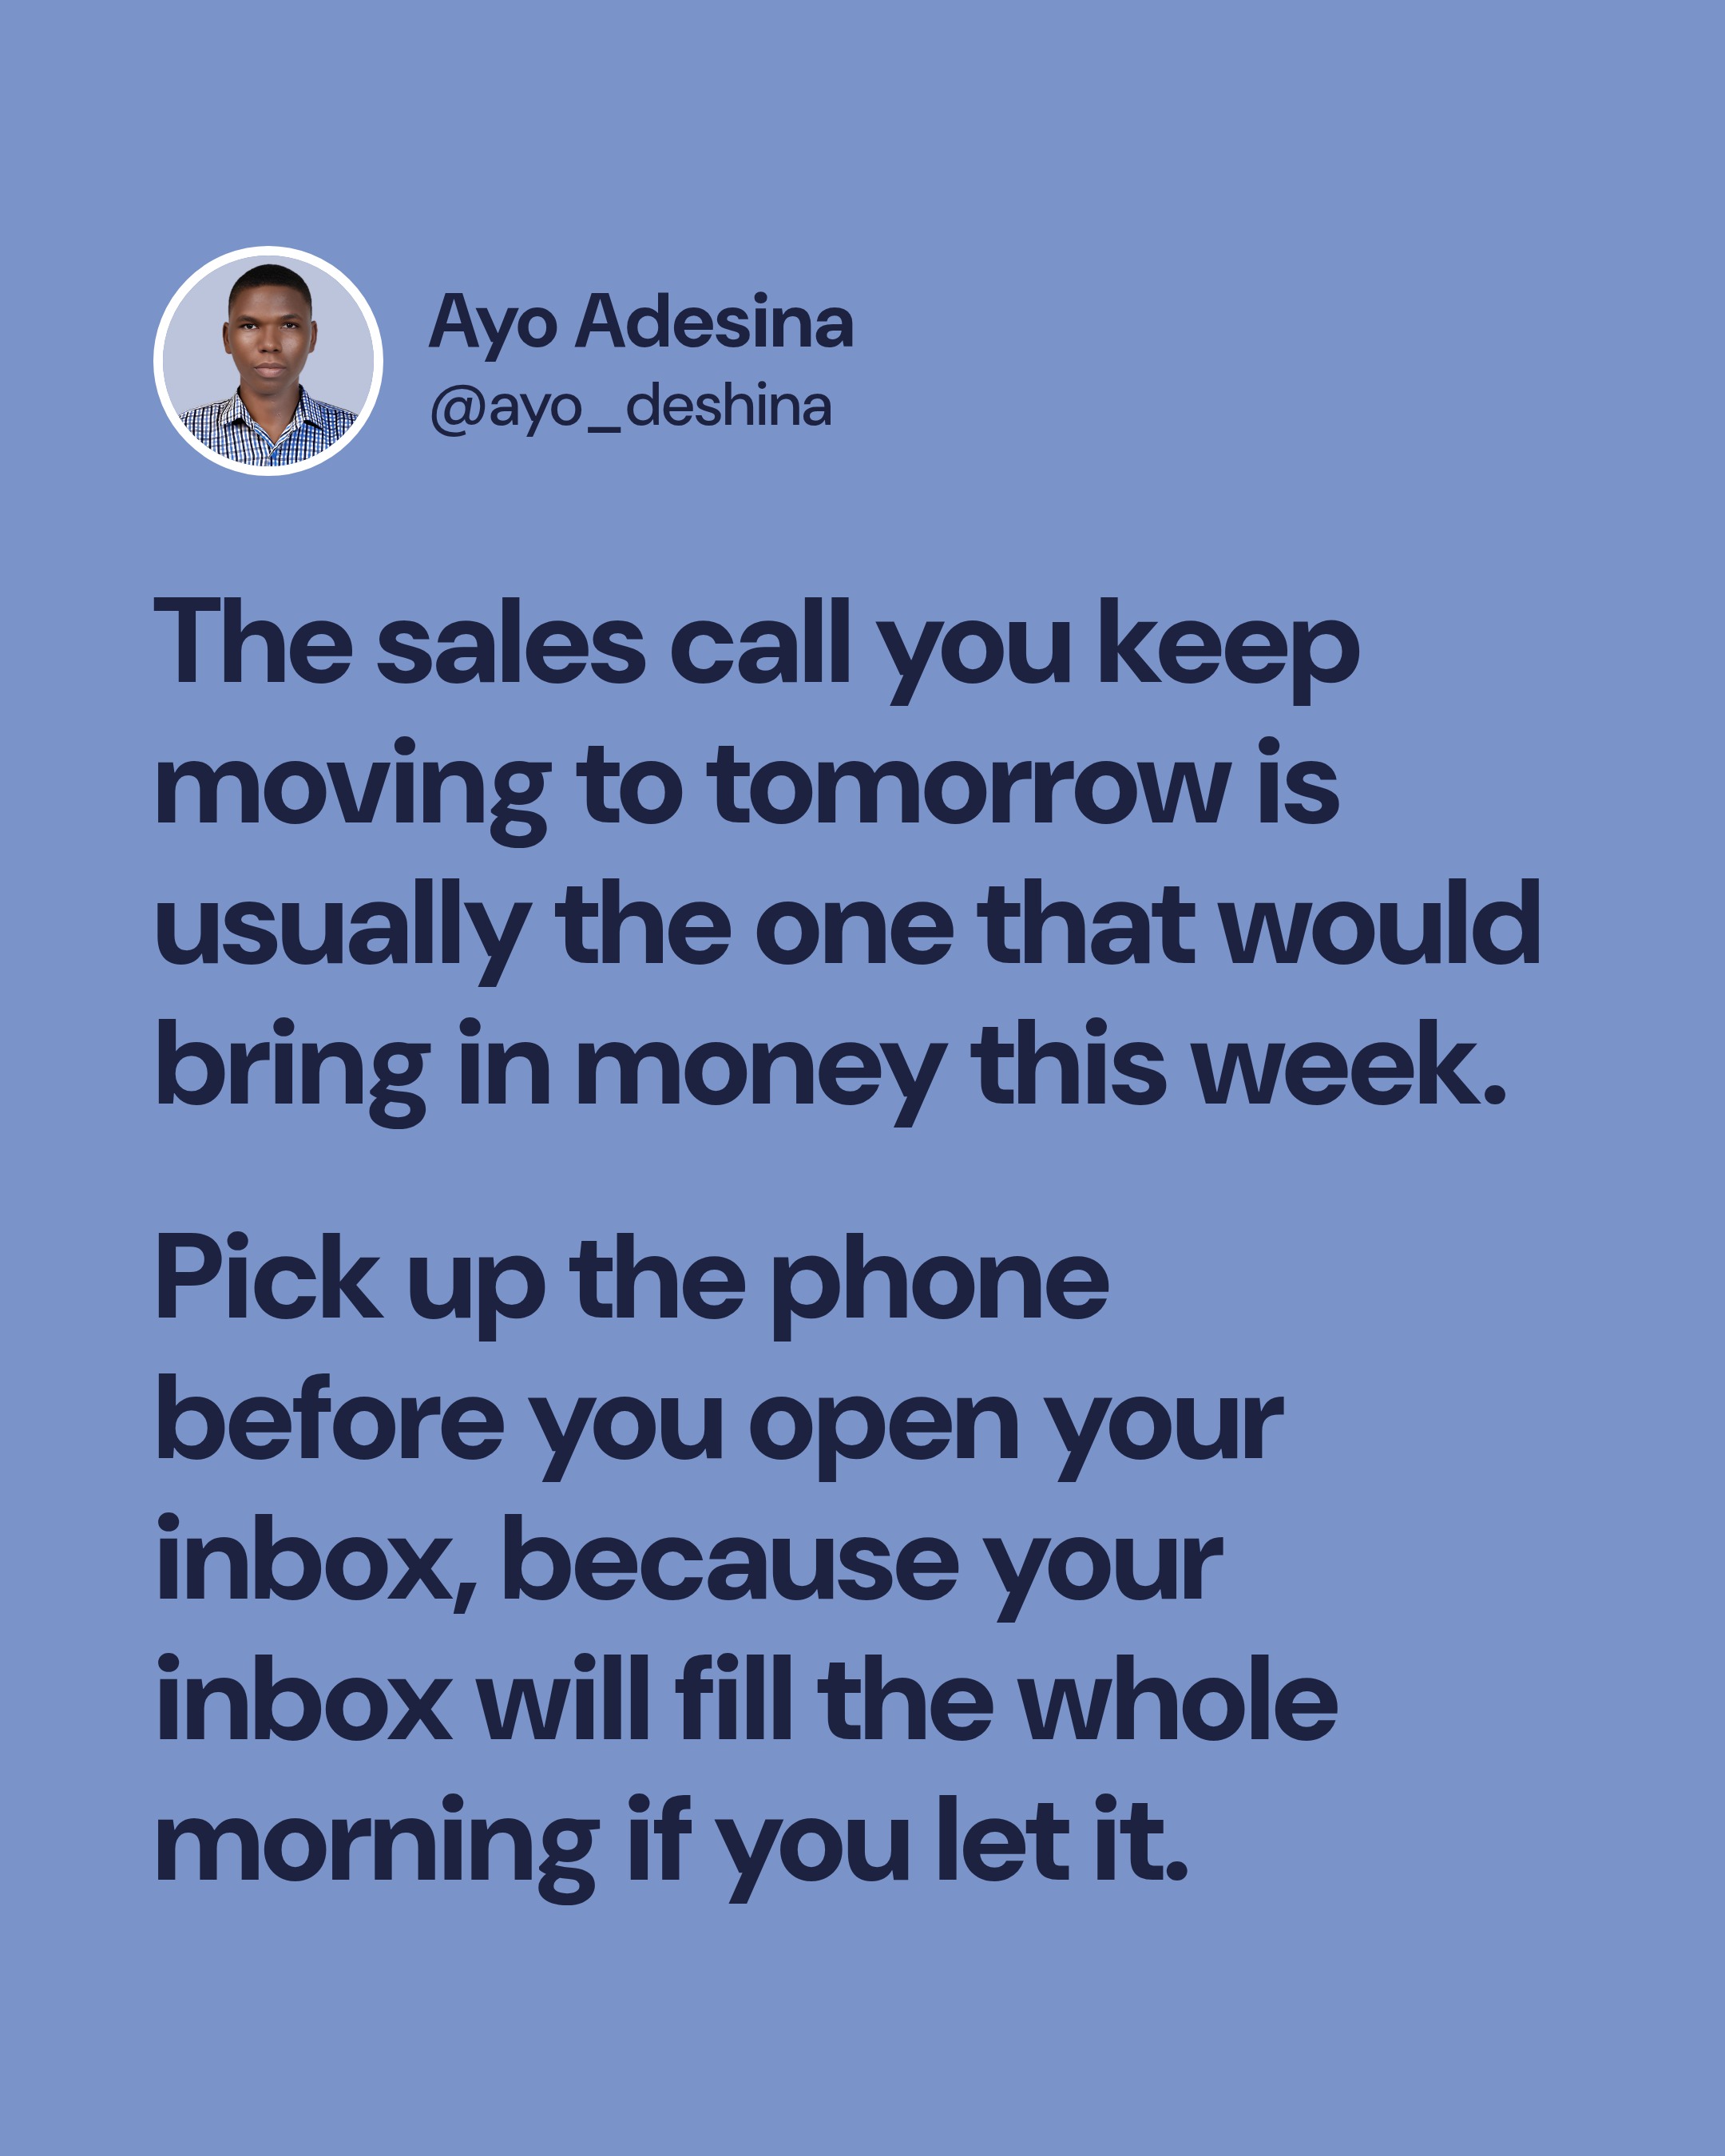 Ayo Adesina
@ayo_deshina
The sales call you keep
moving to tomorrow is
usually the one that would
bring in money this week.
Pick up the phone
before you open your
inbox, because your
inbox will fill the whole
morning if you let it.